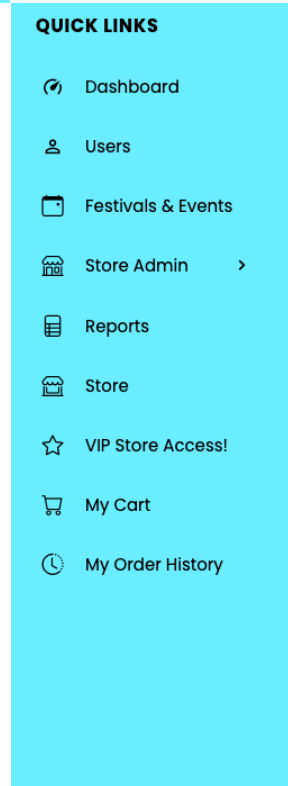 QUICK LINKS
Dashboard
Users
Festivals & Events
Store Admin
Reports
Store
VIP Store Access!
My Cart
My Order History